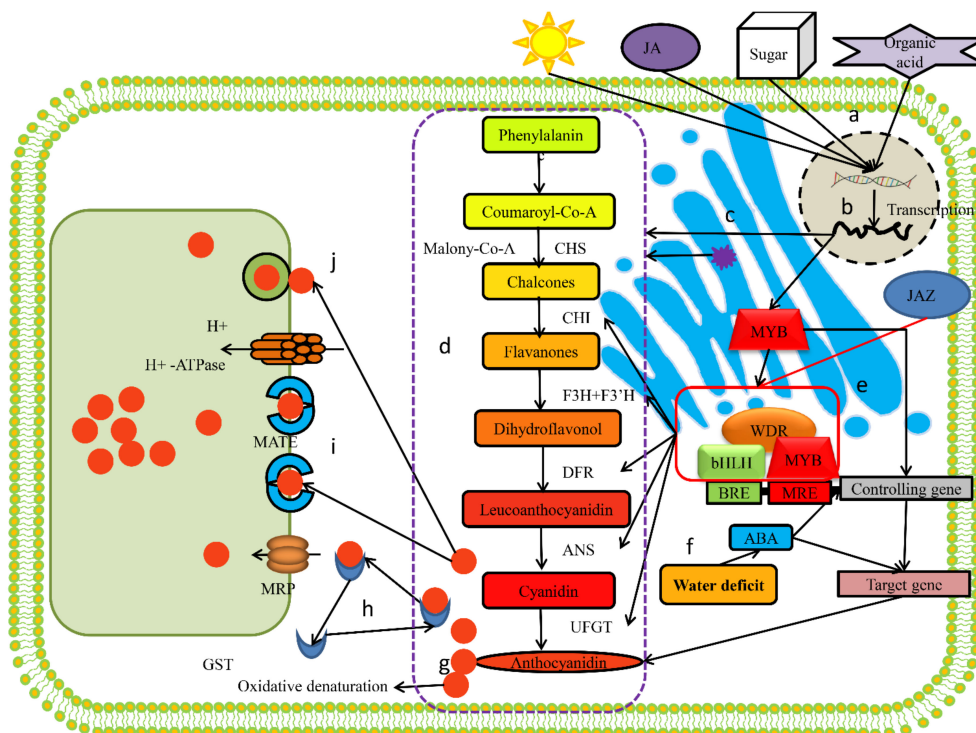 JA
Sugar
Organic
acid
a
Phenylalanin
c
Coumaroyl-Co-A
Malony-Co-A
CHS
Chalcones
CHI
d
Flavanones
F3H+F3'H
Dihydroflavonol
DFR
Leucoanthocyanidin
ANS
Cyanidin
UFGT
Anthocyanidin
b
Transcription
c
JAZ
MYB
e
WDR
bHLH
MYB
BRE
MRE
Controlling gene
f
ABA
Water deficit
Target gene
j
H+
H+ -ATPase
MATE
i
MRP
h
GST
g
Oxidative denaturation